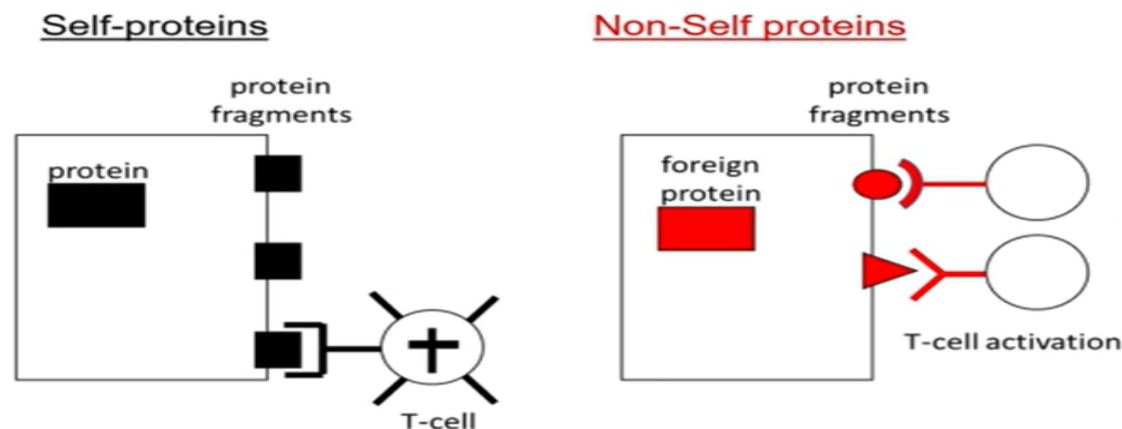 Self-proteins
protein
fragments
protein
T-cell
Non-Self proteins
protein
fragments
foreign
protein
T-cell activation